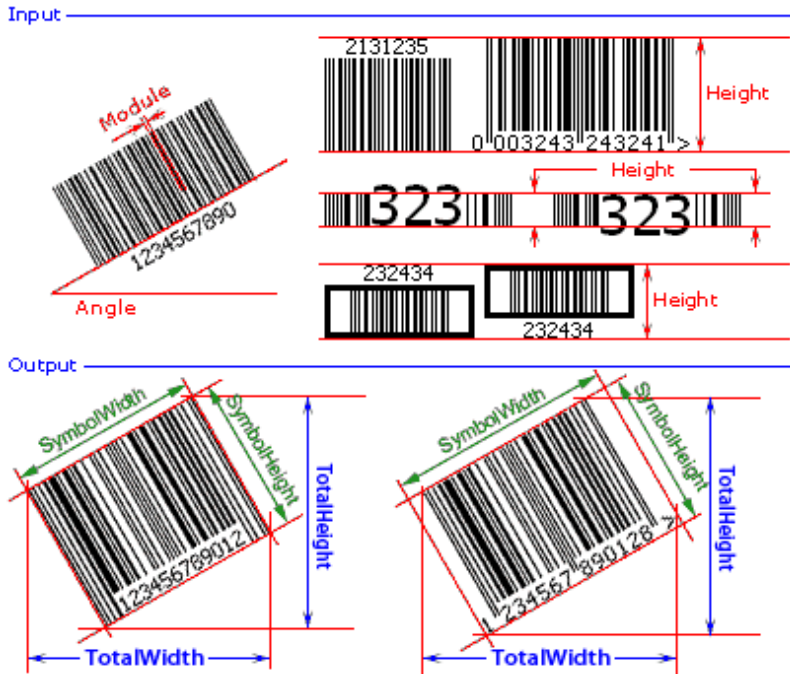 Input
Module
1234567890
Angle
2131235
0 003243 243241 >
Height
Height
323
323
232434
232434
Height
Output
SymbolWidth
SymbolHeight
123456789012
TotalHeight
TotalWidth
SymbolWidth
SymbolHeight
1 234567 890128 >
TotalHeight
TotalWidth